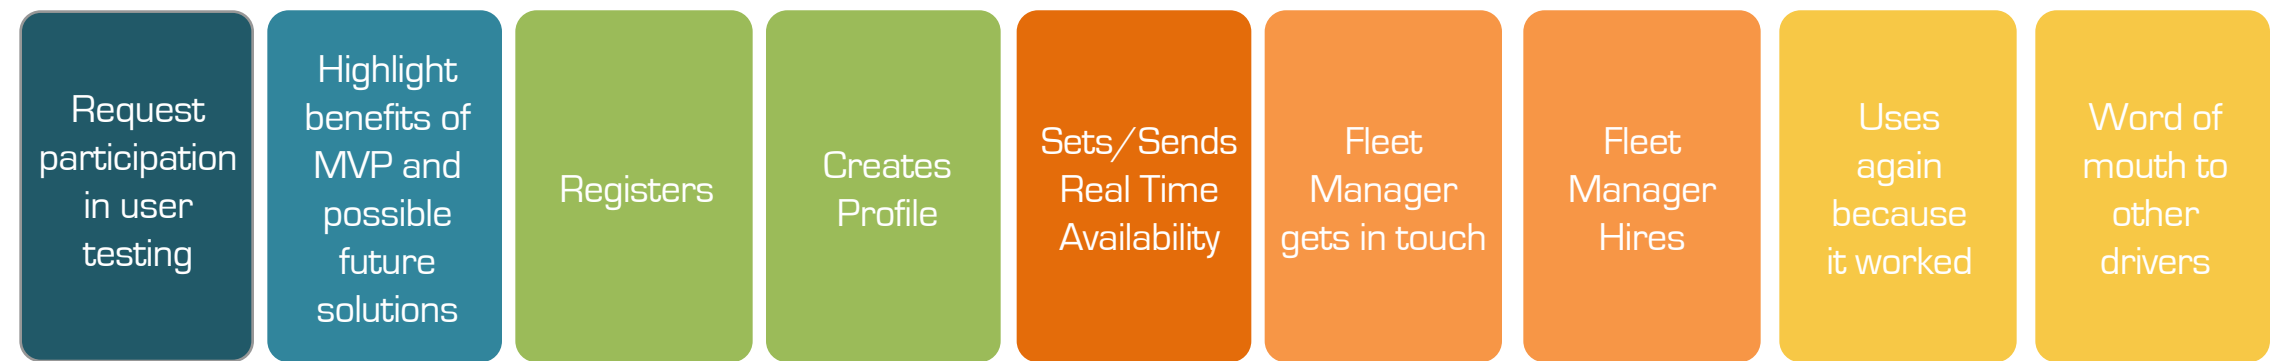 Request
participation
in user
testing
Highlight
benefits of
MVP and
possible
future
solutions
Registers
Creates
Profile
Sets/Sends
Real Time
Availability
Fleet
Manager
gets in touch
Fleet
Manager
Hires
Uses
again
because
it worked
Word of
mouth to
other
drivers